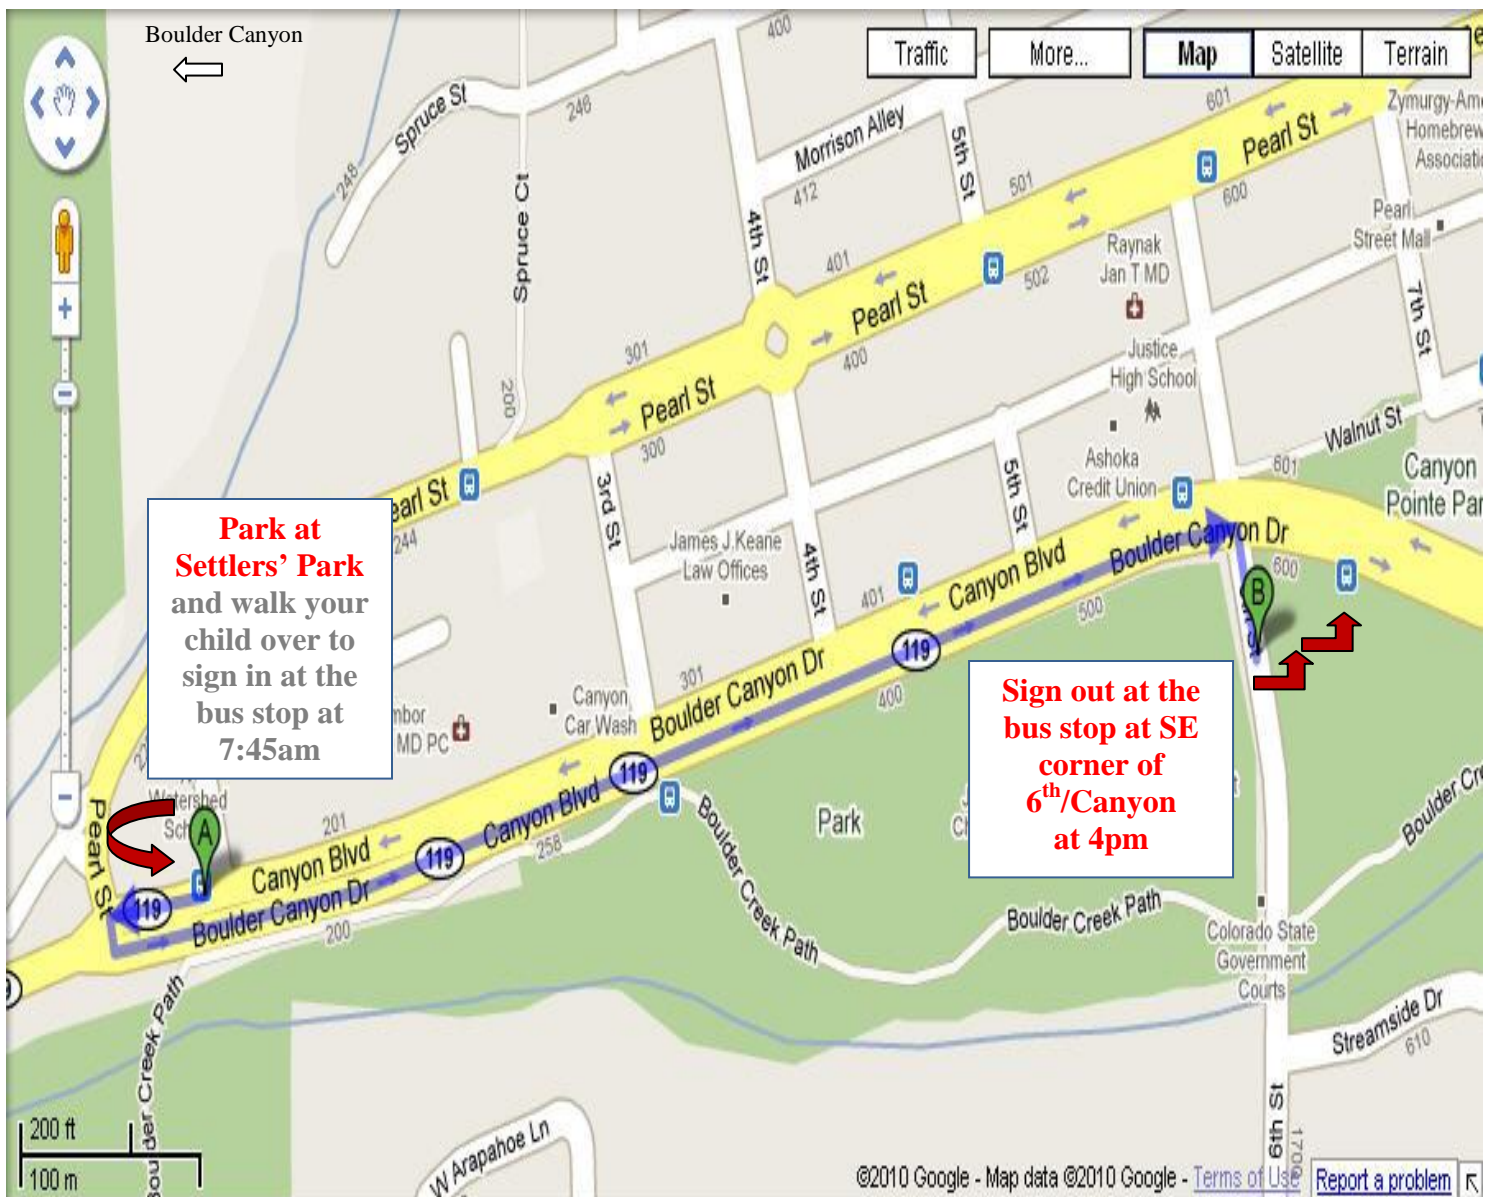 Boulder Canyon
400
Traffic
More...
Map
Satellite
Terrain
Spruce St
246
248
Spruce Ct
200
Morrison Alley
412
5th St
4th St
601
Pearl St
600
501
502
401
Pearl St
400
301
Pearl St
300
Zymurgy-Ame
Homebrew
Associati
Pearl
Street Mall
Raynak
Jan T MD
7th St
Justice
High School
Walnut St
601
Ashoka
Credit Union
Canyon
Pointe Par
earl St
244
3rd St
4th St
5th St
James J.Keane
Law Offices
Park at
Settlers' Park
and walk your
child over to
sign in at the
bus stop at
7:45am
Sign out at the
bus stop at SE
corner of
6th/Canyon
at 4pm
401
Canyon Blvd
Boulder Canyon Dr
500
600
B
119
400
301
Boulder Canyon Dr
Canyon
Car Wash
mbor
MD PC
119
Canyon Blvd
258
119
201
Canyon Blvd
Boulder Canyon Dr
200
119
Watershed
Sch
A
Pearl St
Park
Boulder Creek Path
Boulder Creek Path
Boulder Cre
Colorado State
Government
Courts
Streamside Dr
610
6th St
1700
Boulder Creek Path
W Arapahoe Ln
200 ft
100 m
©2010 Google - Map data ©2010 Google - Terms of Use
Report a problem